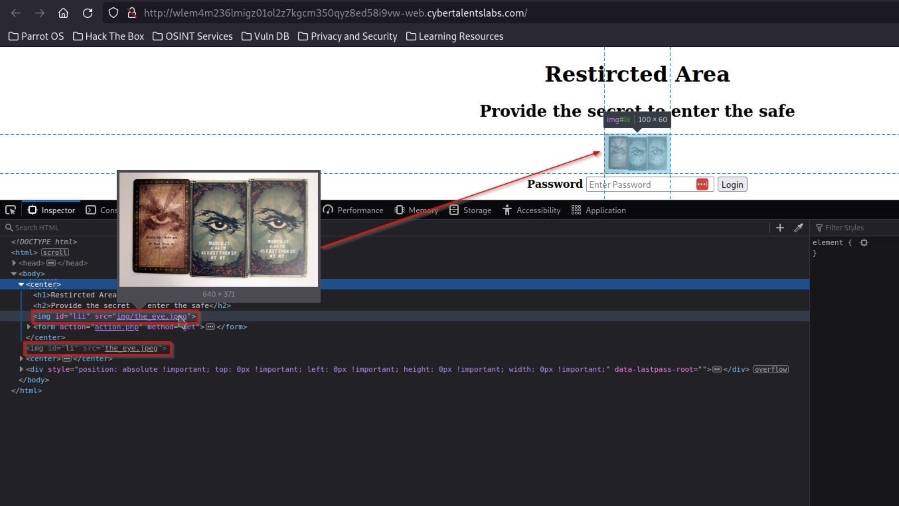 http://wlem4m236lmigz01ol2z7kgcm350qyz8ed58i9vw-web.cybertalentslabs.com/
Parrot OS Hack The Box OSINT Services Vuln DB Privacy and Security Learning Resources
Restircted Area
Provide the secret to enter the safe
img#lii 100 × 60
Password Enter Password Login
Inspector Cons Performance Memory Storage Accessibility Application
Search HTML
Filter Styles
<!DOCTYPE html>
<html> scroll
<head> </head>
<body>
<center>
<h1>Restircted Area
<h2>Provide the secret enter the safe</h2>
<img id="lii" src="img/the_eye.jpeg">
<form action="action.php" method="get"> </form>
</center>
<img id="li" src="the_eye.jpeg">
<center> </center>
<div style="position: absolute !important; top: 0px !important; left: 0px !important; height: 0px !important; width: 0px !important;" data-lastpass-root=""> </div> overflow
</body>
</html>
element {
}
640 × 371